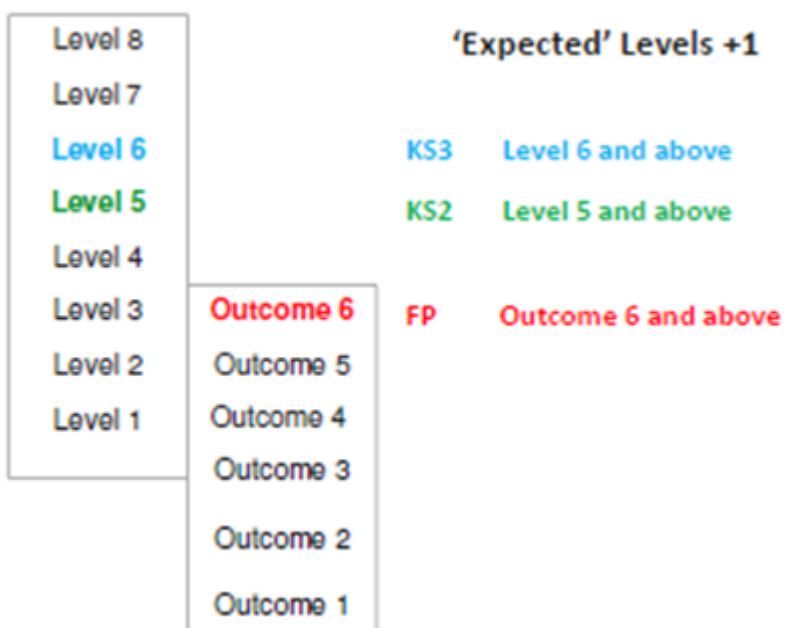 Level 8
‘Expected’ Levels +1
Level 7
Level 6
KS3 Level 6 and above
Level 5
KS2 Level 5 and above
Level 4
Level 3
Outcome 6
FP Outcome 6 and above
Level 2
Outcome 5
Level 1
Outcome 4
Outcome 3
Outcome 2
Outcome 1